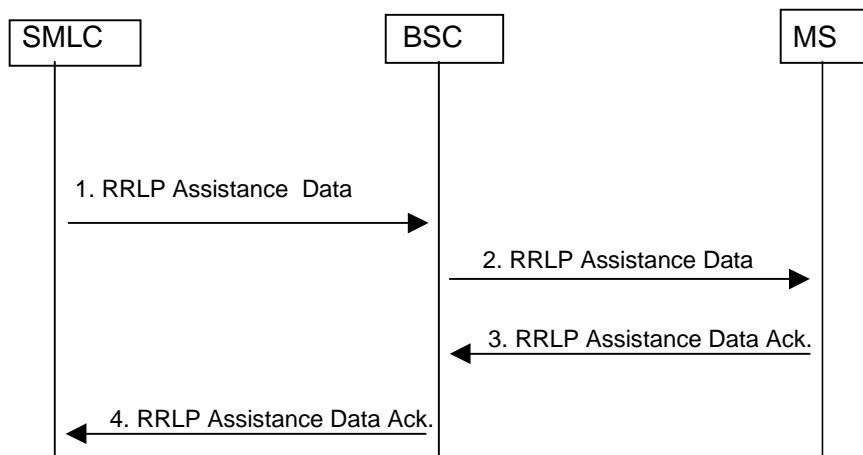 SMLC
BSC
MS
1. RRLP Assistance Data
2. RRLP Assistance Data
3. RRLP Assistance Data Ack.
4. RRLP Assistance Data Ack.